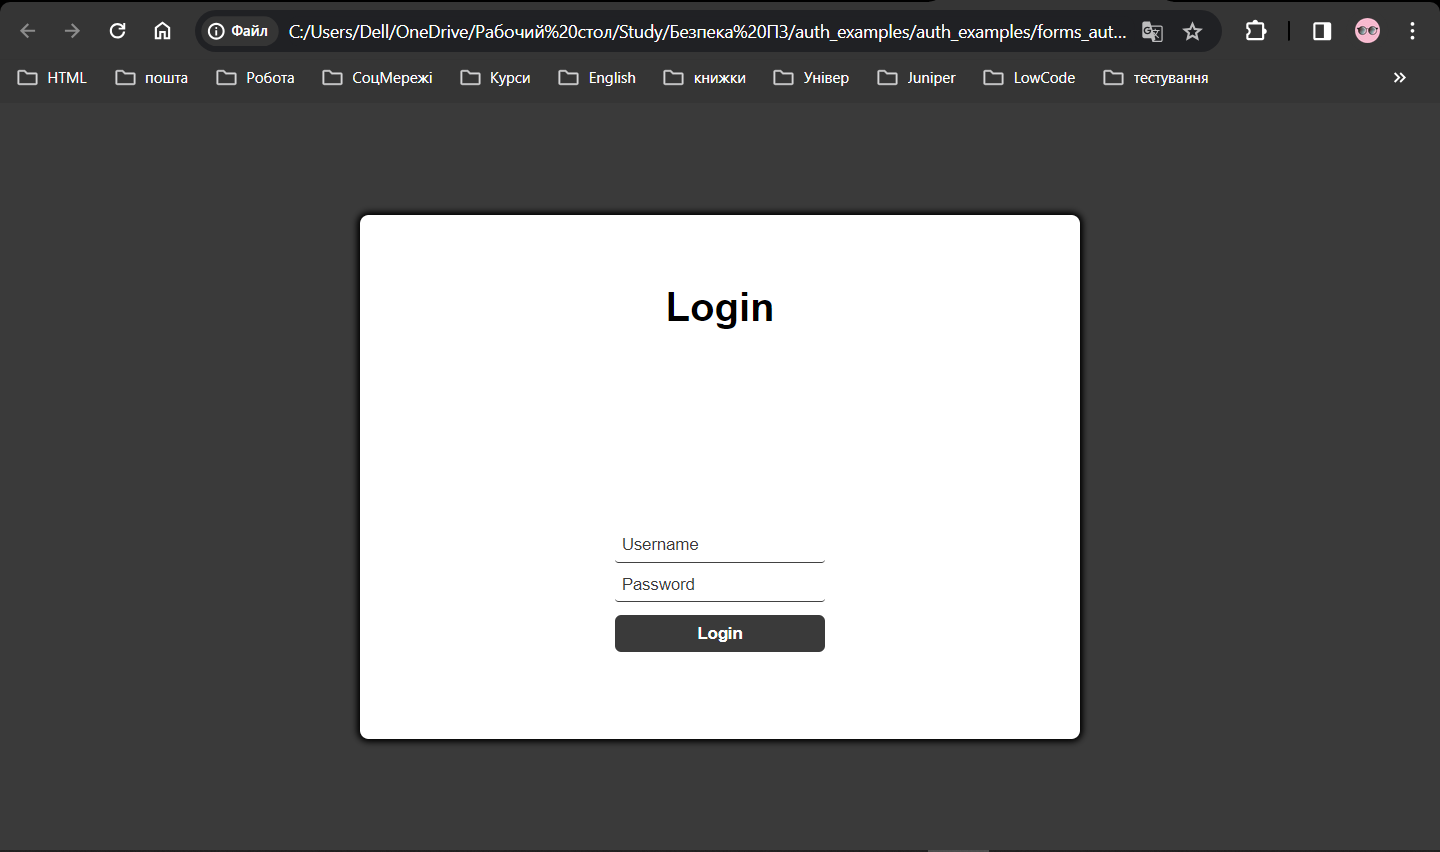 Файл C:/Users/Dell/OneDrive/Рабочий%20стол/Study/Безпека%20ПЗ/auth_examples/auth_examples/forms_aut...
HTML пошта Робота СоцМережі Курси English книжки Універ Juniper LowCode тестування
Login
Username
Password
Login